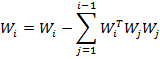 W_i = W_i - \sum_{j=1}^{i-1} W_i^T W_j W_j